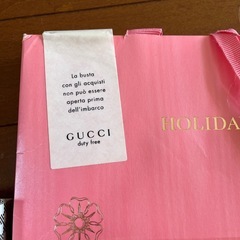 La busta
con gli acquisti
non può essere
aperta prima
dell'imbarco
GUCCI
duty free
HOLIDA